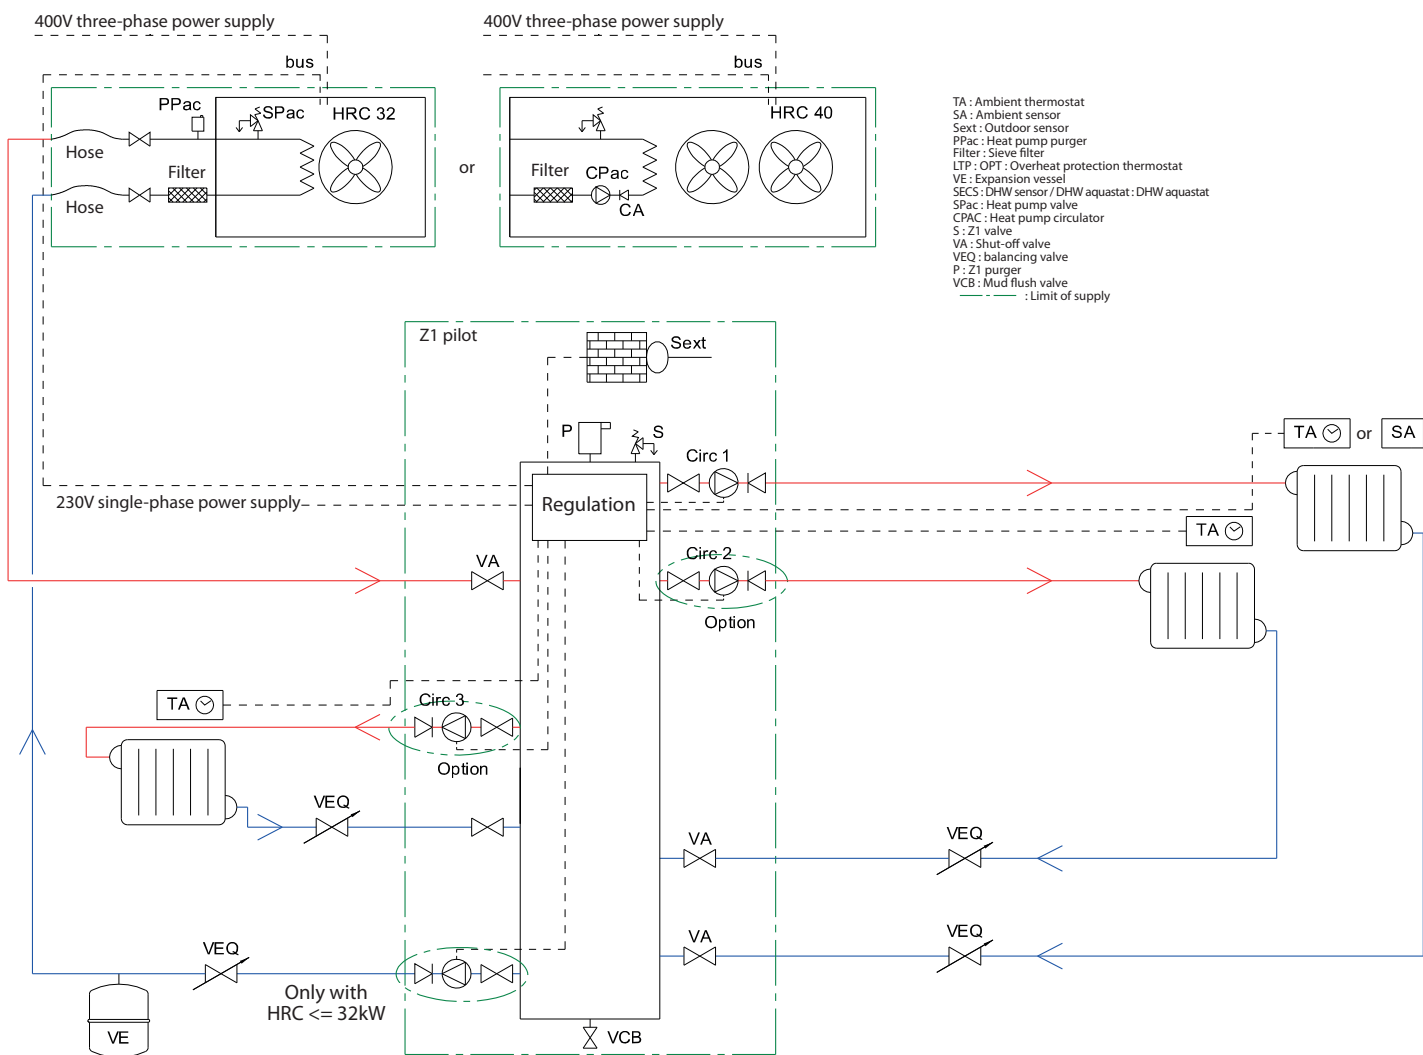 400V three-phase power supply
400V three-phase power supply
bus
bus
PPac
SPac
HRC 32
HRC 40
Hose
Filter
Hose
or
Filter
CPac
CA
TA : Ambient thermostat
SA : Ambient sensor
Sext : Outdoor sensor
PPac : Heat pump purger
Filter : Sieve filter
LTP : OPT : Overheat protection thermostat
VE : Expansion vessel
SECS : DHW sensor / DHW aquastat : DHW aquastat
SPac : Heat pump valve
CPAC : Heat pump circulator
S : Z1 valve
VA : Shut-off valve
VEQ : balancing valve
P : Z1 purger
VCB : Mud flush valve
: Limit of supply
Z1 pilot
Sext
P
S
Circ 1
TA
or
SA
230V single-phase power supply
Regulation
TA
VA
Circ 2
Option
TA
Circ 3
Option
VEQ
VA
VEQ
VEQ
VA
VEQ
Only with
HRC <= 32kW
VE
VCB